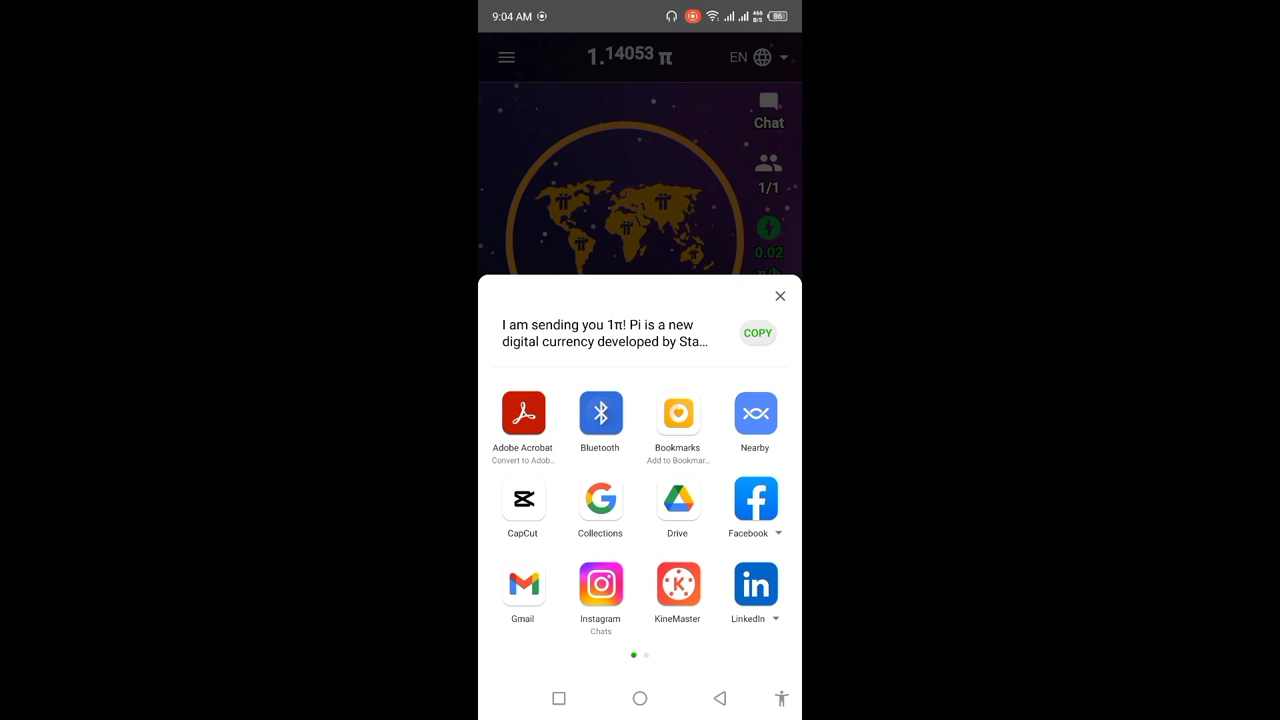 9:04 AM
466
B/S
86
1.14053 π
EN
Chat
1/1
0.02
π/h
I am sending you 1π! Pi is a new
digital currency developed by Sta...
COPY
Adobe Acrobat
Convert to Adob...
Bluetooth
Bookmarks
Add to Bookmar...
Nearby
CapCut
Collections
Drive
Facebook
Gmail
Instagram
Chats
KineMaster
LinkedIn